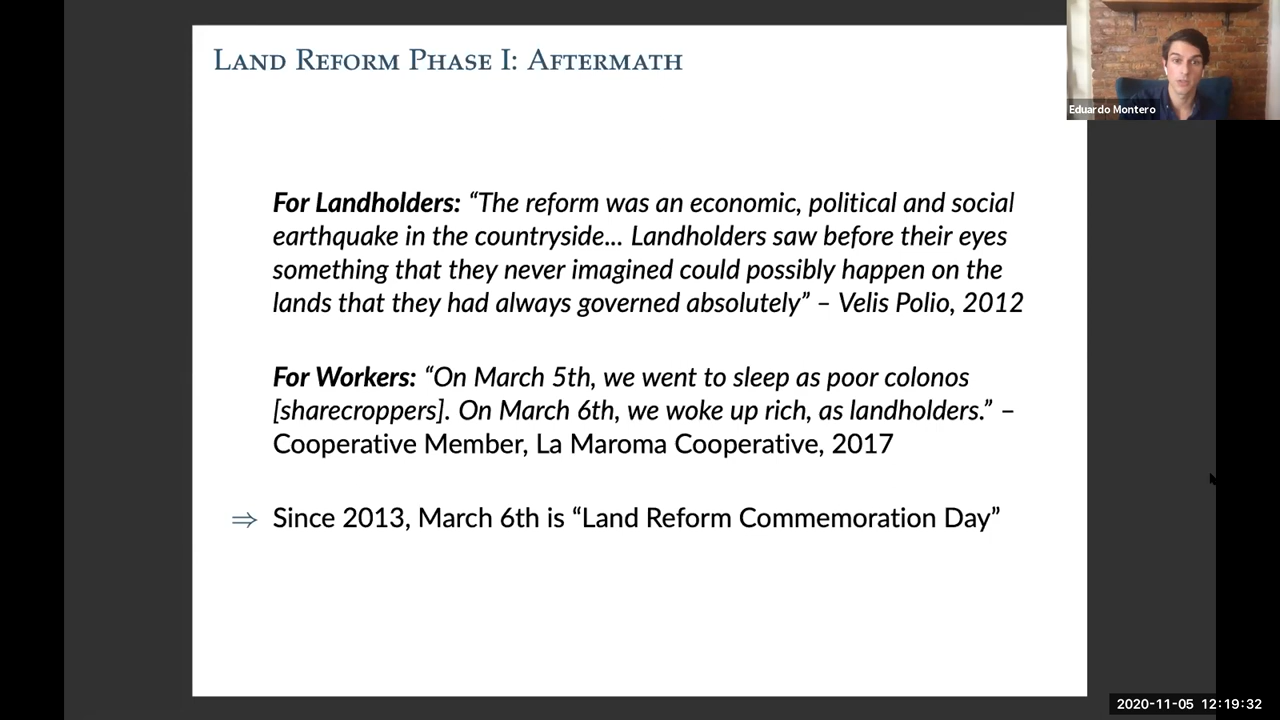 LAND REFORM PHASE I: AFTERMATH
Eduardo Montero
For Landholders: “The reform was an economic, political and social
earthquake in the countryside... Landholders saw before their eyes
something that they never imagined could possibly happen on the
lands that they had always governed absolutely” – Velis Polio, 2012
For Workers: “On March 5th, we went to sleep as poor colonos
[sharecroppers]. On March 6th, we woke up rich, as landholders.” –
Cooperative Member, La Maroma Cooperative, 2017
⇒ Since 2013, March 6th is “Land Reform Commemoration Day”
2020-11-05 12:19:32